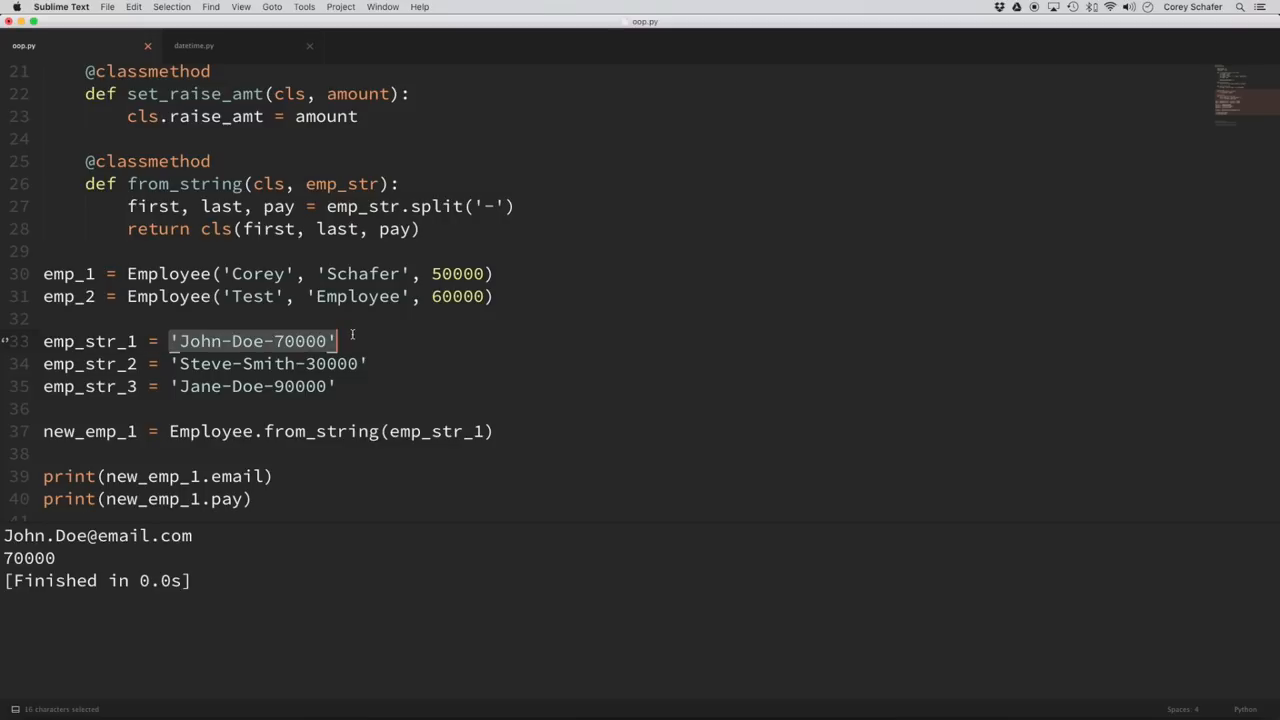 Sublime Text File Edit Selection Find View Goto Tools Project Window Help Corey Schafer
oop.py
oop.py datetime.py
21 @classmethod
22 def set_raise_amt(cls, amount):
23 cls.raise_amt = amount
24
25 @classmethod
26 def from_string(cls, emp_str):
27 first, last, pay = emp_str.split('-')
28 return cls(first, last, pay)
29
30 emp_1 = Employee('Corey', 'Schafer', 50000)
31 emp_2 = Employee('Test', 'Employee', 60000)
32
33 emp_str_1 = 'John-Doe-70000'
34 emp_str_2 = 'Steve-Smith-30000'
35 emp_str_3 = 'Jane-Doe-90000'
36
37 new_emp_1 = Employee.from_string(emp_str_1)
38
39 print(new_emp_1.email)
40 print(new_emp_1.pay)
41
John.Doe@email.com
70000
[Finished in 0.0s]
16 characters selected Spaces: 4 Python